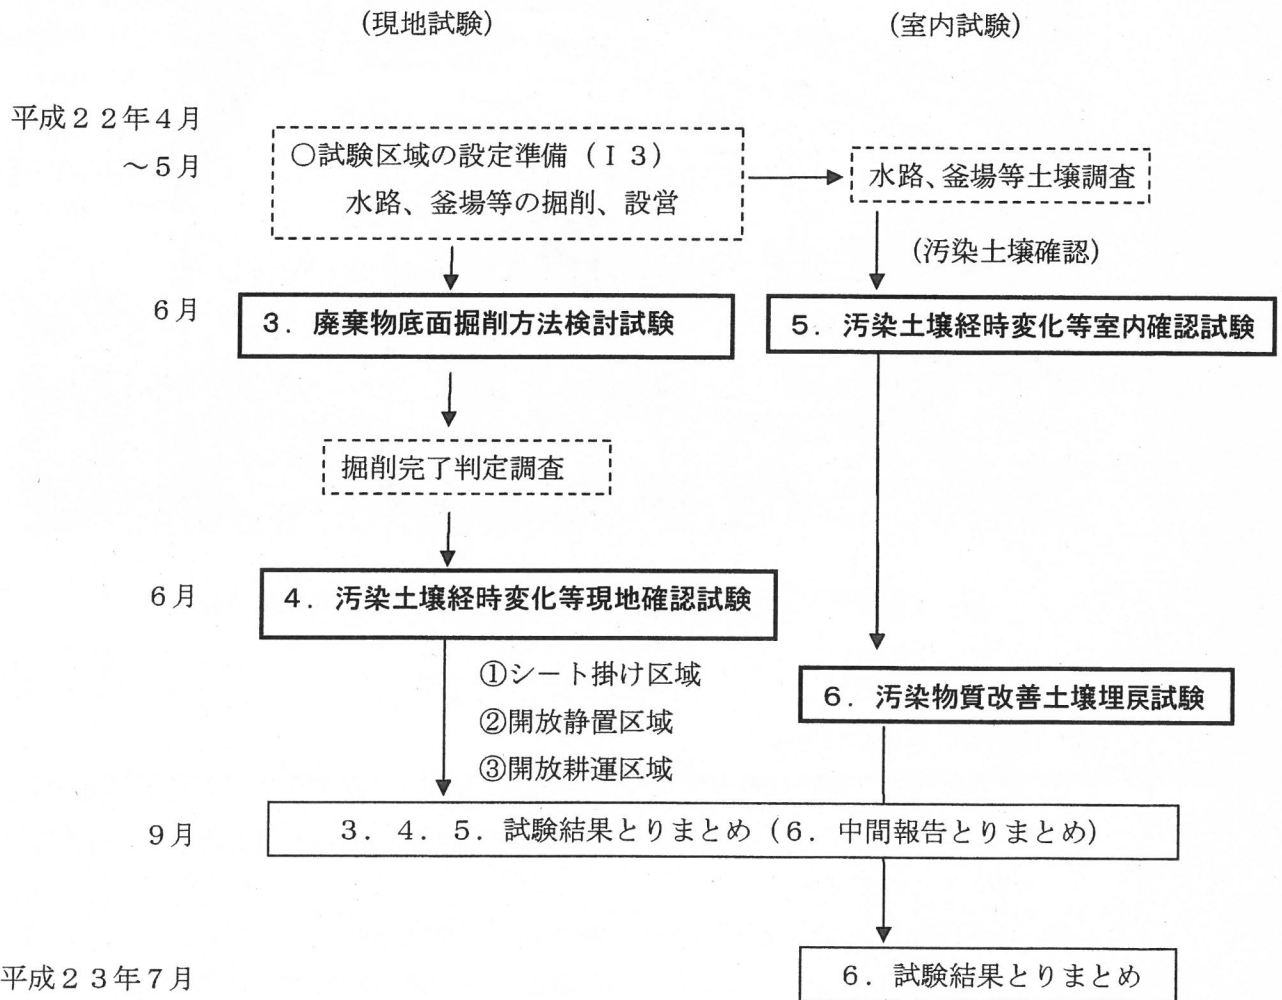 (現地試験)
(室内試験)
平成22年4月
~5月
○試験区域の設定準備(I3)
水路、釜場等の掘削、設営
水路、釜場等土壌調査
(汚染土壌確認)
6月
3.廃棄物底面掘削方法検討試験
5.汚染土壌経時変化等室内確認試験
掘削完了判定調査
6月
4.汚染土壌経時変化等現地確認試験
①シート掛け区域
②開放静置区域
③開放耕運区域
6.汚染物質改善土壌埋戻試験
9月
3.4.5.試験結果とりまとめ(6.中間報告とりまとめ)
平成23年7月
6.試験結果とりまとめ